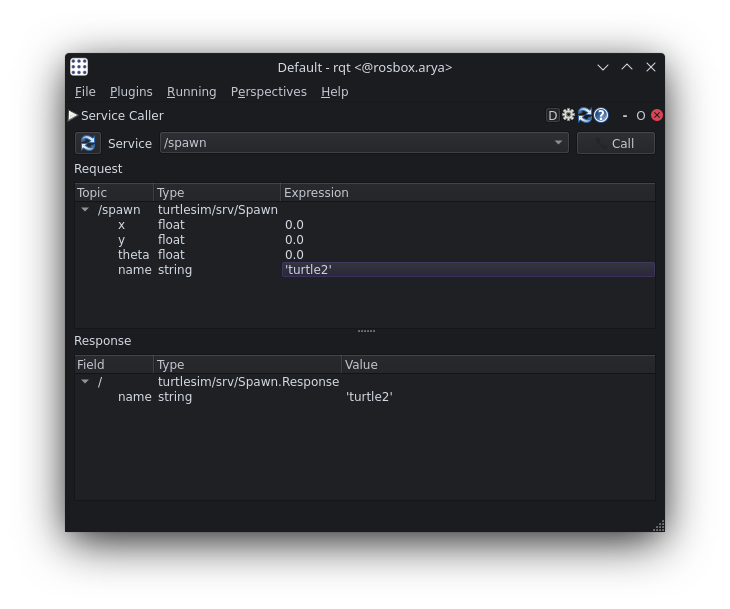 Default - rqt <@rosbox.arya>
File Plugins Running Perspectives Help
Service Caller D ? - O
Service /spawn Call
Request
Topic Type Expression
/spawn turtlesim/srv/Spawn
x float 0.0
y float 0.0
theta float 0.0
name string 'turtle2'
Response
Field Type Value
/ turtlesim/srv/Spawn.Response
name string 'turtle2'